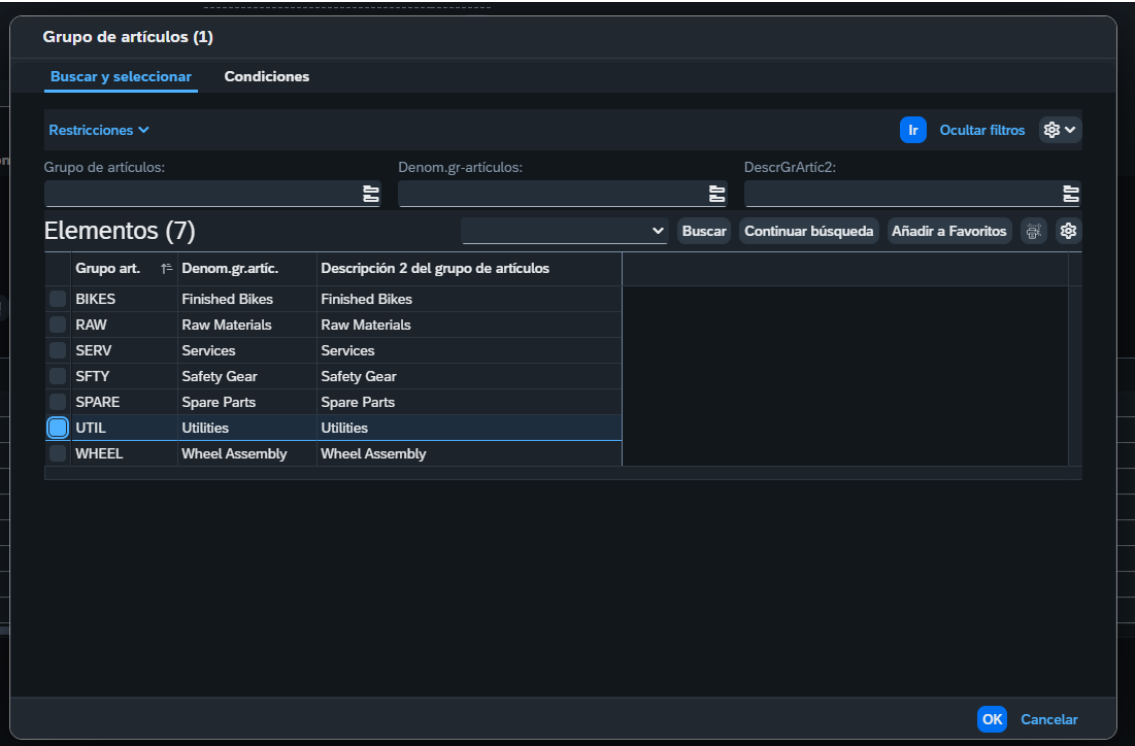 Grupo de artículos (1)
Buscar y seleccionar Condiciones
Restricciones Ir Ocultar filtros
Grupo de artículos: Denom.gr-artículos: DescrGrArtíc2:
Elementos (7) Buscar Continuar búsqueda Añadir a Favoritos
Grupo art. Denom.gr.artíc. Descripción 2 del grupo de artículos
BIKES Finished Bikes Finished Bikes
RAW Raw Materials Raw Materials
SERV Services Services
SFTY Safety Gear Safety Gear
SPARE Spare Parts Spare Parts
UTIL Utilities Utilities
WHEEL Wheel Assembly Wheel Assembly
OK Cancelar